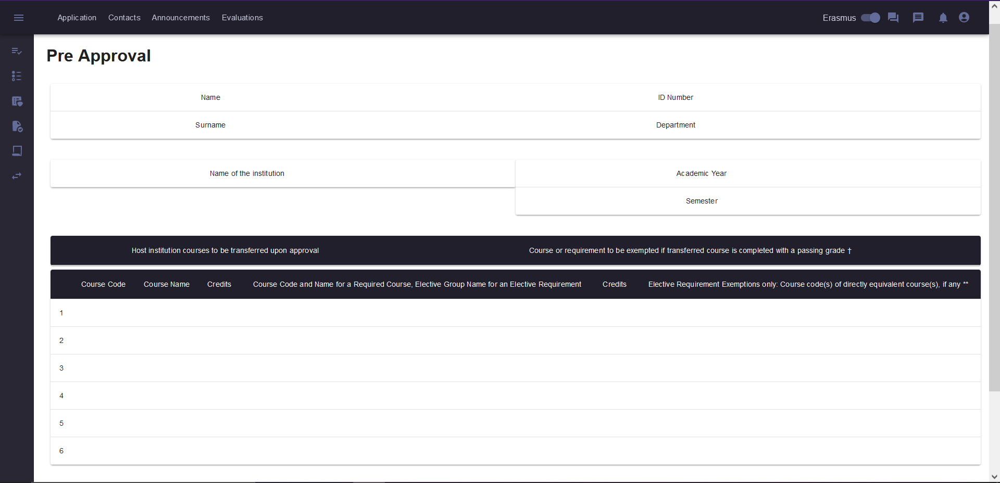 Application Contacts Announcements Evaluations Erasmus
Pre Approval
Name ID Number
Surname Department
Name of the institution Academic Year
Semester
Host institution courses to be transferred upon approval Course or requirement to be exempted if transferred course is completed with a passing grade †
Course Code Course Name Credits Course Code and Name for a Required Course, Elective Group Name for an Elective Requirement Credits Elective Requirement Exemptions only: Course code(s) of directly equivalent course(s), if any **
1
2
3
4
5
6